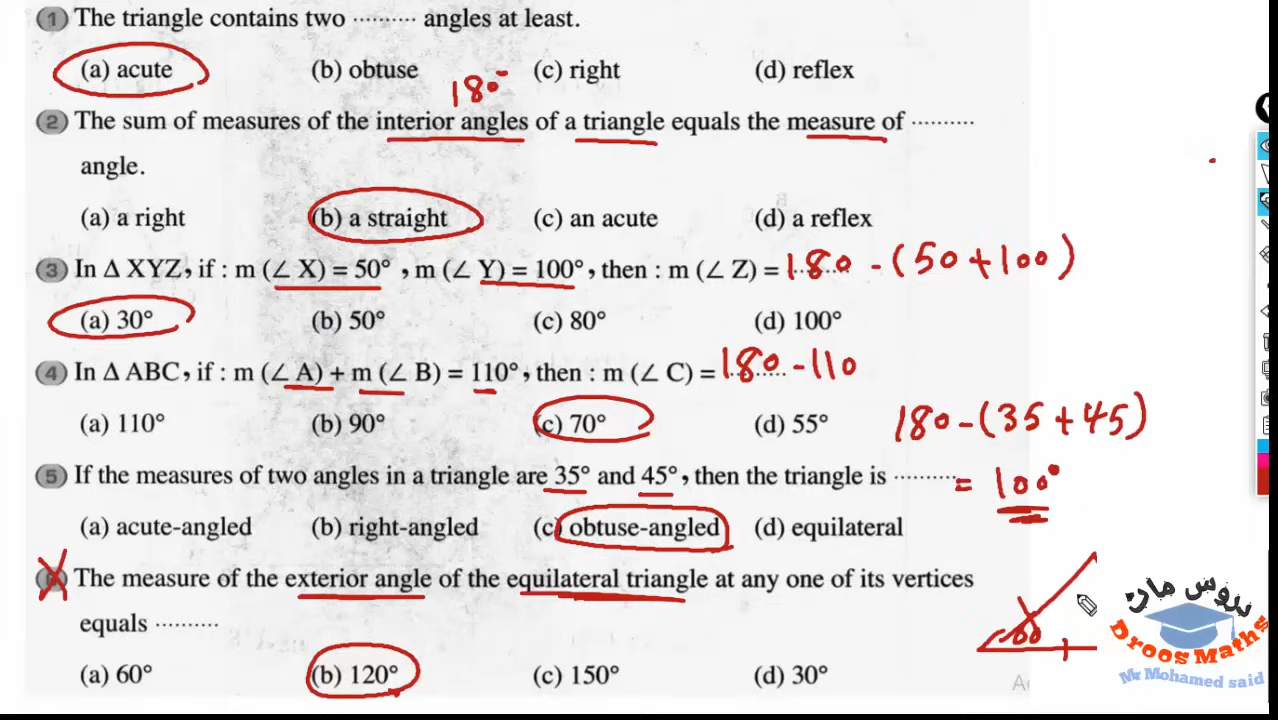 1 The triangle contains two ·········· angles at least.
(a) acute (b) obtuse (c) right (d) reflex
180°
2 The sum of measures of the interior angles of a triangle equals the measure of ··········
angle.
(a) a right (b) a straight (c) an acute (d) a reflex
3 In Δ XYZ, if : m (∠ X) = 50°, m (∠ Y) = 100°, then : m (∠ Z) = 180 - (50 + 100)
(a) 30° (b) 50° (c) 80° (d) 100°
4 In Δ ABC, if : m (∠ A) + m (∠ B) = 110°, then : m (∠ C) = 180 - 110
(a) 110° (b) 90° (c) 70° (d) 55°
180 - (35 + 45)
5 If the measures of two angles in a triangle are 35° and 45°, then the triangle is ·········· = 100°
(a) acute-angled (b) right-angled (c) obtuse-angled (d) equilateral
The measure of the exterior angle of the equilateral triangle at any one of its vertices
equals ··········
(a) 60° (b) 120° (c) 150° (d) 30°
60
دروس ماث
Droos Maths
Mr Mohamed said